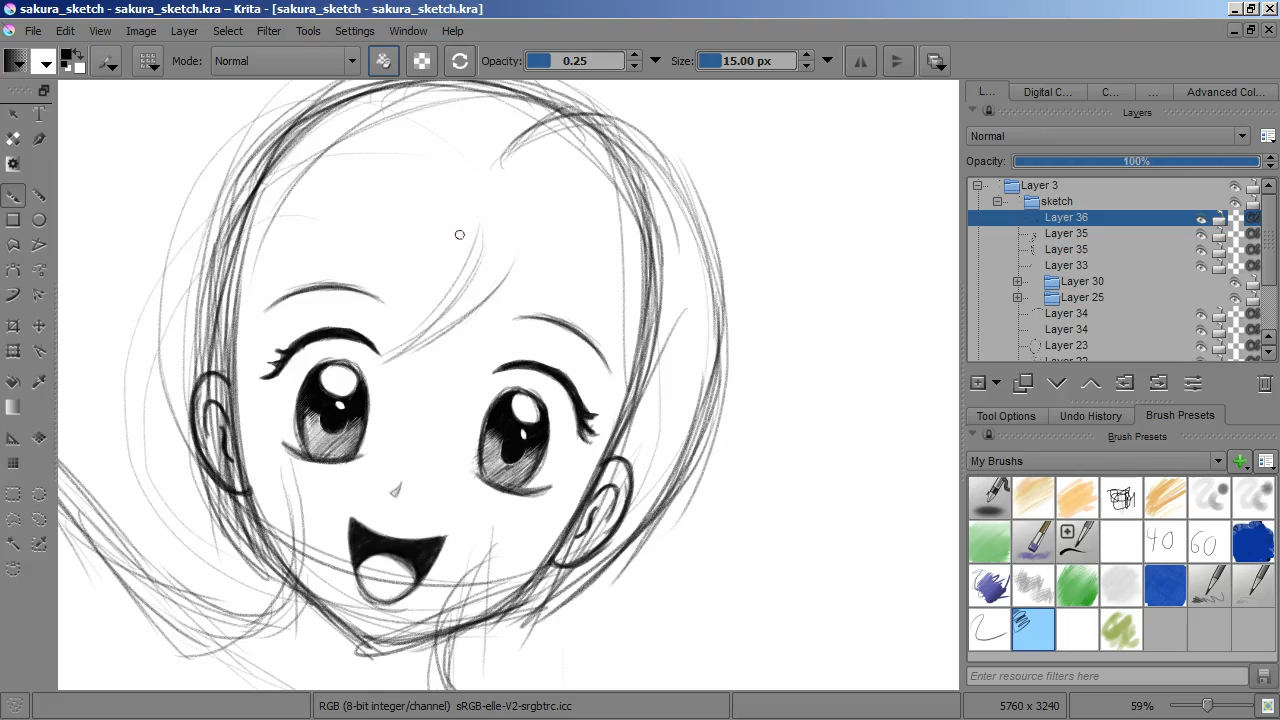 sakura_sketch - sakura_sketch.kra – Krita - [sakura_sketch - sakura_sketch.kra]
File Edit View Image Layer Select Filter Tools Settings Window Help
Mode: Normal Opacity: 0.25 Size: 15.00 px
L... Digital C... C... ... Advanced Col...
Layers
Normal
Opacity: 100%
Layer 3
sketch
Layer 36
Layer 35
Layer 35
Layer 33
Layer 30
Layer 25
Layer 34
Layer 34
Layer 23
Tool Options Undo History Brush Presets
Brush Presets
My Brushes
40 60
Enter resource filters here
RGB (8-bit integer/channel) sRGB-elle-V2-srgbtrc.icc 5760 x 3240 59%